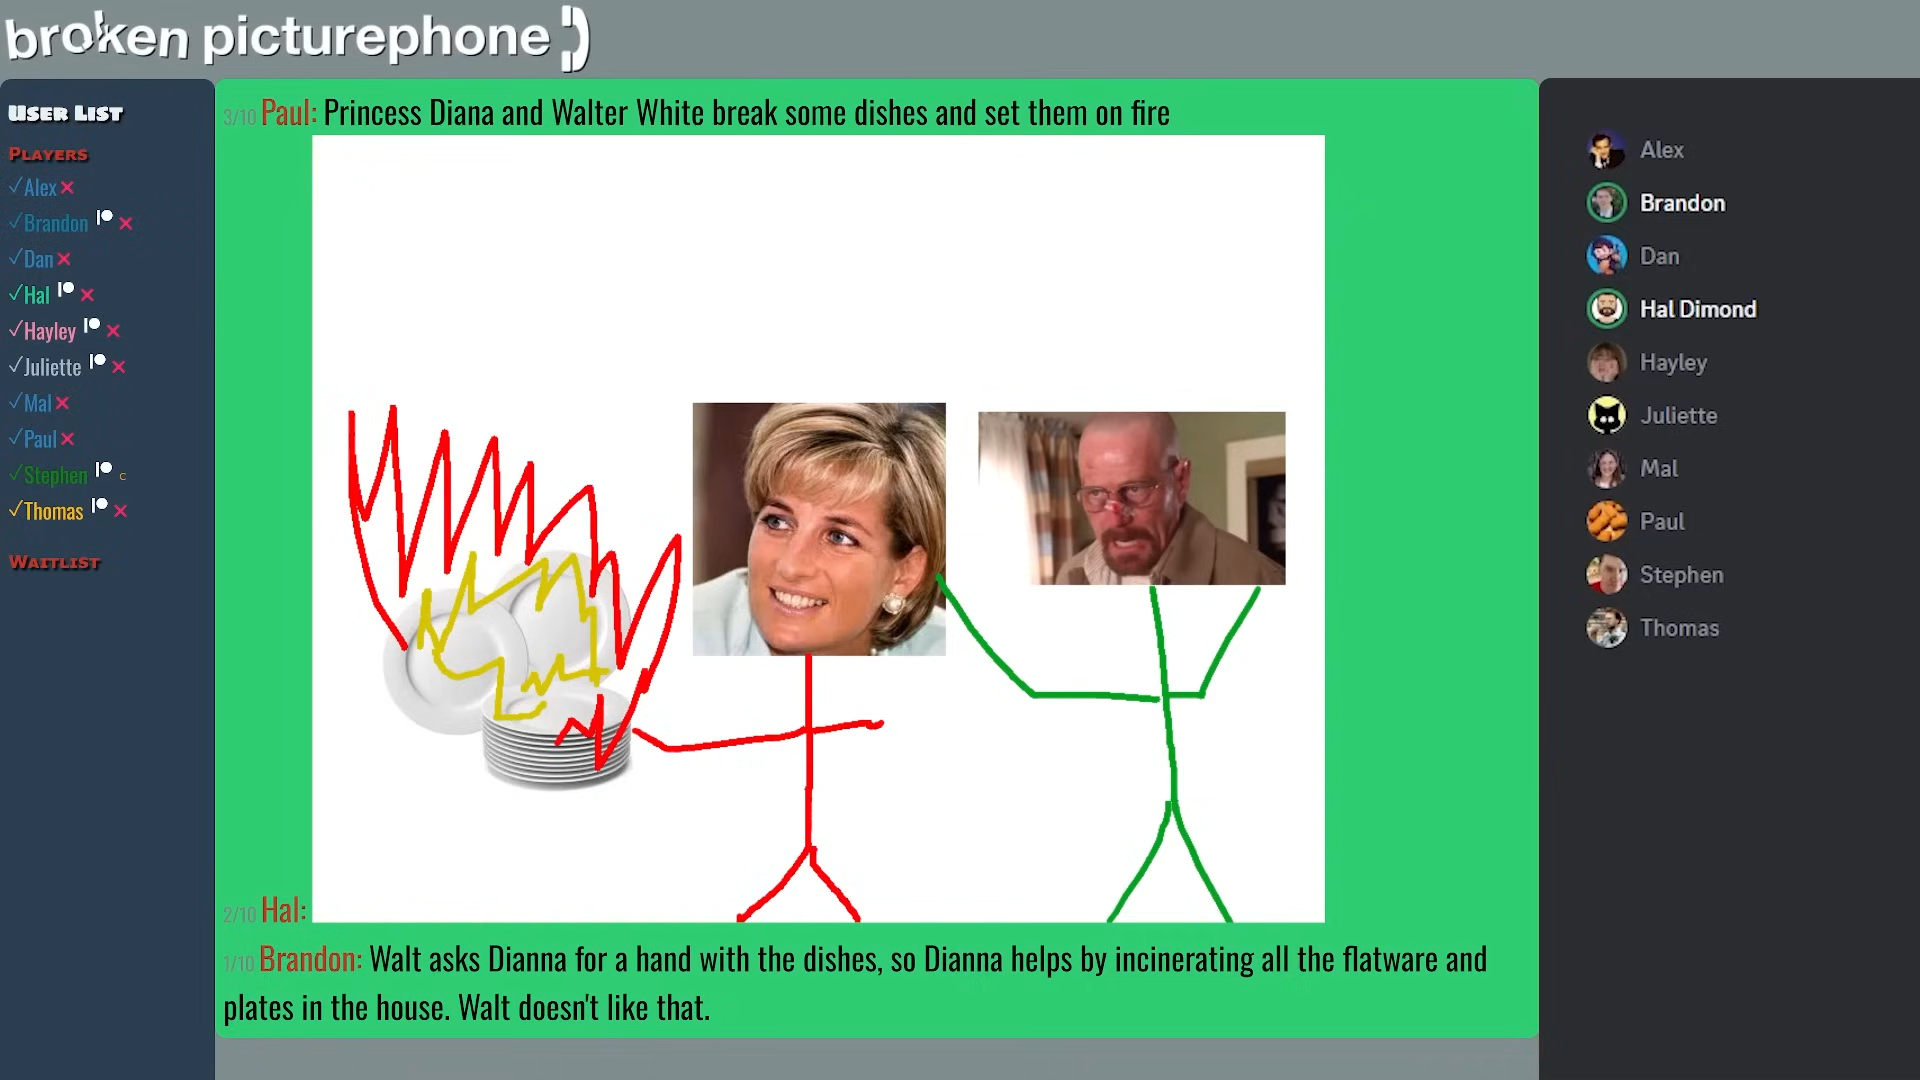 broken picturephone
User List
Players
✓Alex ×
✓Brandon ×
✓Dan ×
✓Hal ×
✓Hayley ×
✓Juliette ×
✓Mal ×
✓Paul ×
✓Stephen c
✓Thomas ×
Waitlist
3/10 Paul: Princess Diana and Walter White break some dishes and set them on fire
2/10 Hal:
1/10 Brandon: Walt asks Dianna for a hand with the dishes, so Dianna helps by incinerating all the flatware and
plates in the house. Walt doesn't like that.
Alex
Brandon
Dan
Hal Dimond
Hayley
Juliette
Mal
Paul
Stephen
Thomas